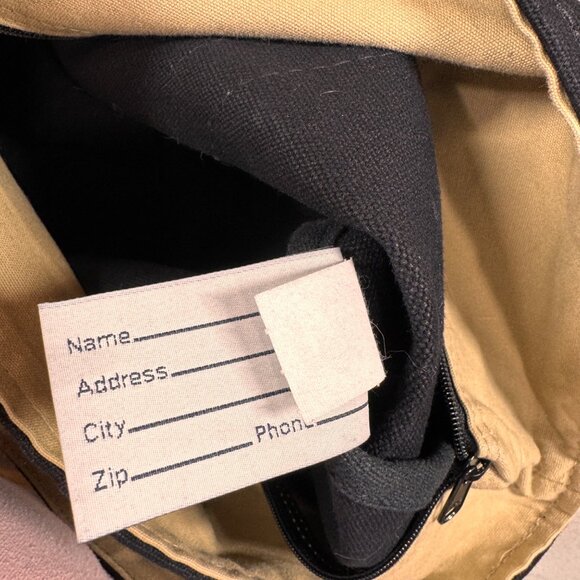 Name
Address
City
Zip Phone